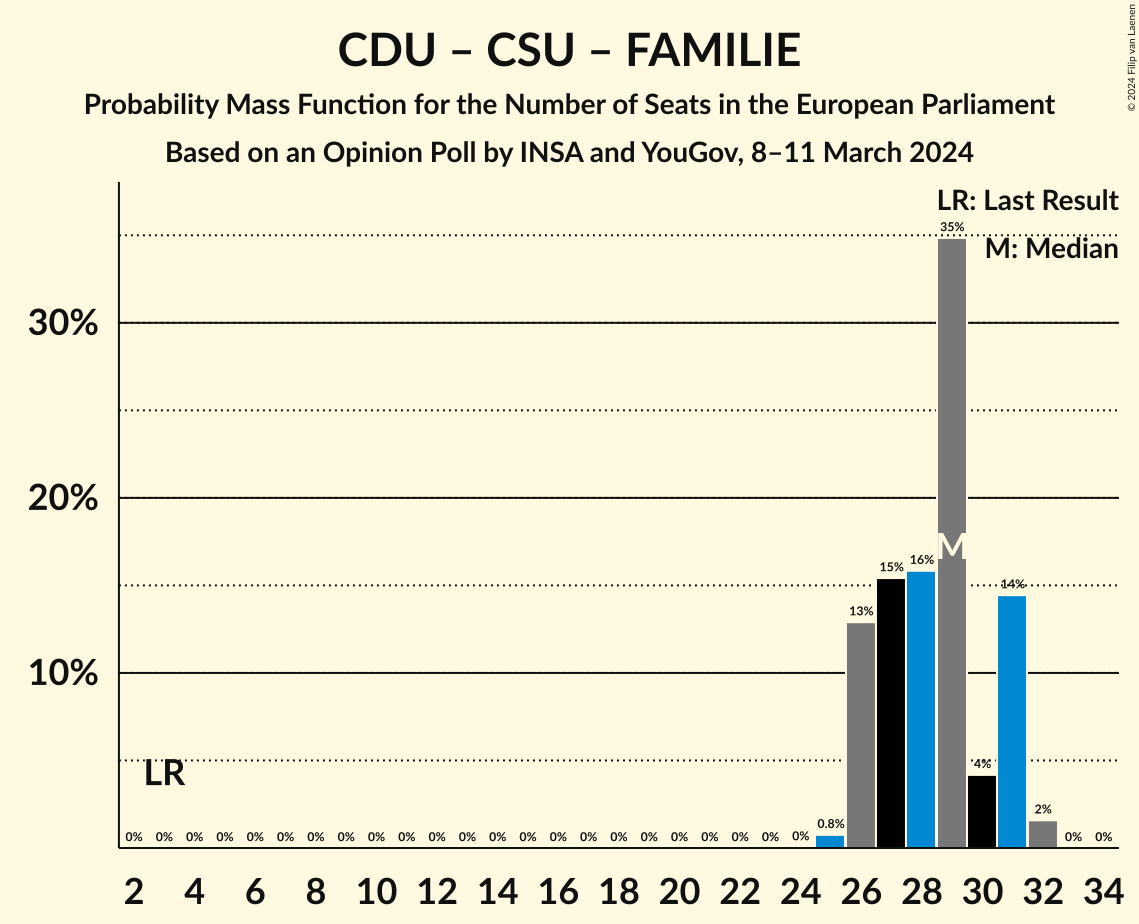 CDU – CSU – FAMILIE
Probability Mass Function for the Number of Seats in the European Parliament
Based on an Opinion Poll by INSA and YouGov, 8–11 March 2024
© 2024 Filip van Laenen
LR: Last Result
M: Median
35%
30%
20%
M
16%
15%
14%
13%
10%
LR
4%
2%
0.8%
0% 0% 0% 0% 0% 0% 0% 0% 0% 0% 0% 0% 0% 0% 0% 0% 0% 0% 0% 0% 0% 0% 0% 0% 0%
2 4 6 8 10 12 14 16 18 20 22 24 26 28 30 32 34